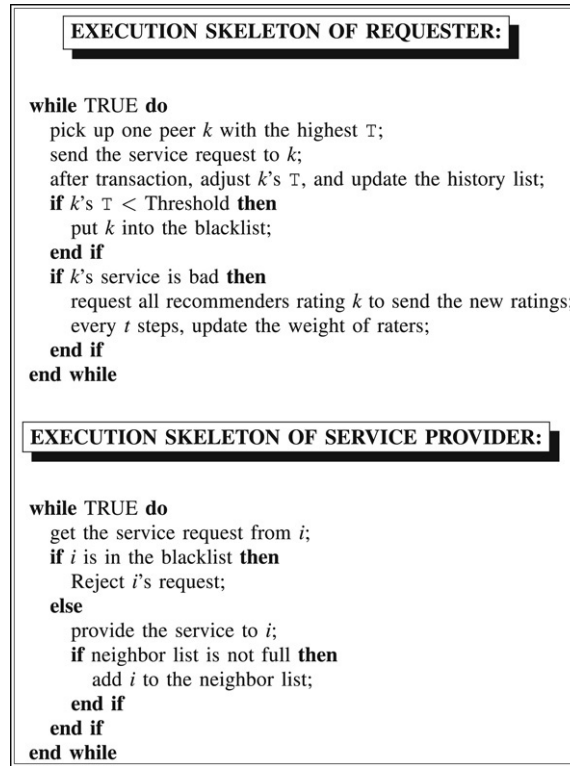 EXECUTION SKELETON OF REQUESTER:
while TRUE do
pick up one peer k with the highest T;
send the service request to k;
after transaction, adjust k's T, and update the history list;
if k's T < Threshold then
put k into the blacklist;
end if
if k's service is bad then
request all recommenders rating k to send the new ratings;
every t steps, update the weight of raters;
end if
end while
EXECUTION SKELETON OF SERVICE PROVIDER:
while TRUE do
get the service request from i;
if i is in the blacklist then
Reject i's request;
else
provide the service to i;
if neighbor list is not full then
add i to the neighbor list;
end if
end if
end while